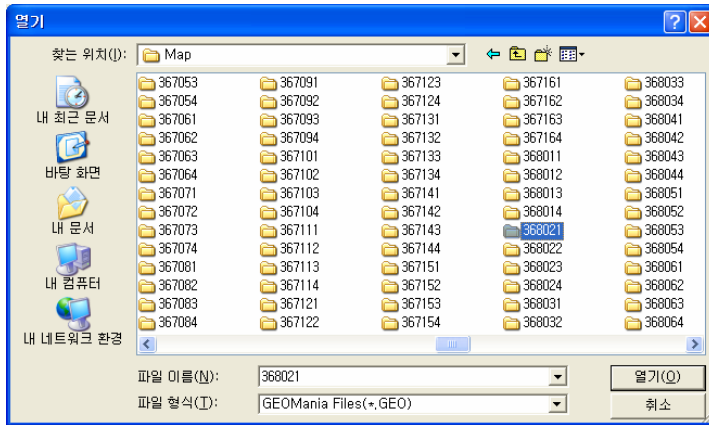 열기
찾는 위치(I): Map
367053 367091 367123 367161 368033
367054 367092 367124 367162 368034
367061 367093 367131 367163 368041
367062 367094 367132 367164 368042
367063 367101 367133 368011 368043
367064 367102 367134 368012 368044
367071 367103 367141 368013 368051
367072 367104 367142 368014 368052
367073 367111 367143 368021 368053
367074 367112 367144 368022 368054
367081 367113 367151 368023 368061
367082 367114 367152 368024 368062
367083 367121 367153 368031 368063
367084 367122 367154 368032 368064
내 최근 문서
바탕 화면
내 문서
내 컴퓨터
내 네트워크 환경
파일 이름(N): 368021 열기(O)
파일 형식(T): GEOMania Files(*,GEO) 취소